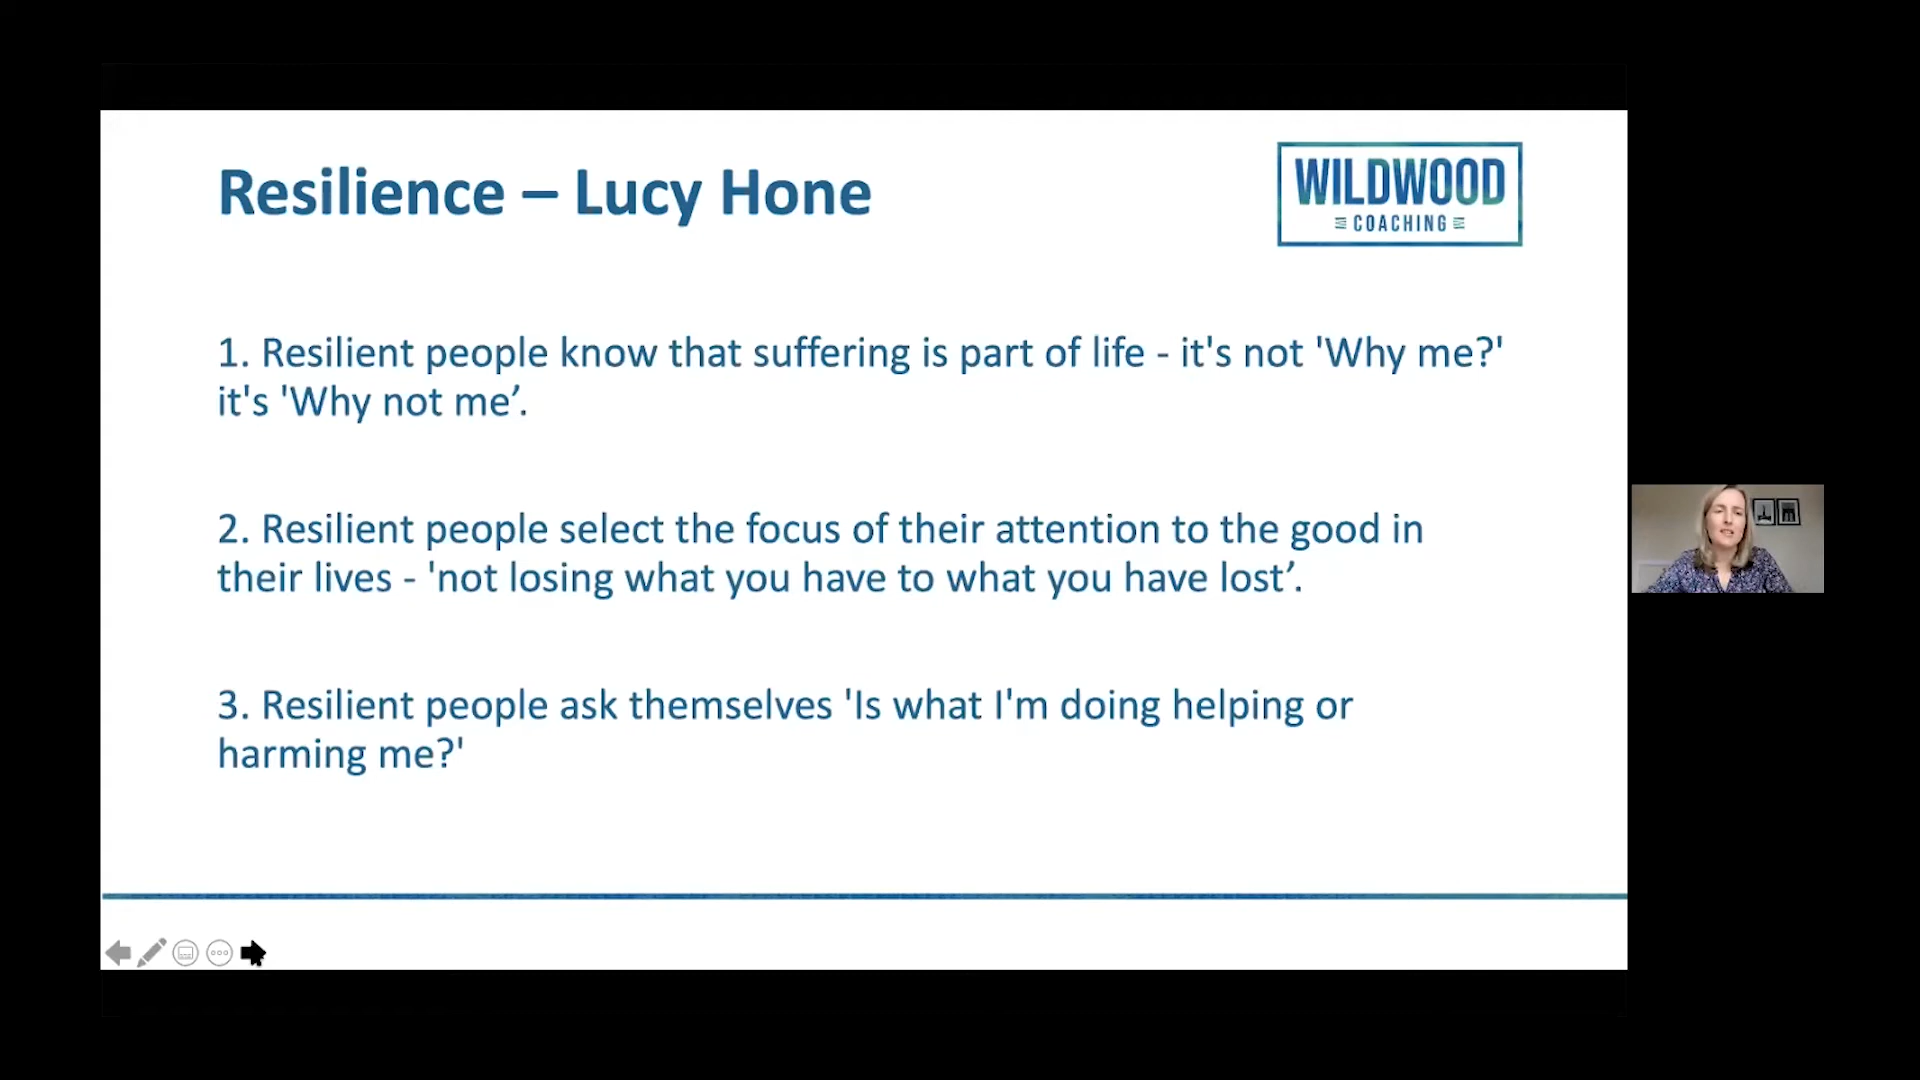 Resilience – Lucy Hone
WILDWOOD
COACHING
1. Resilient people know that suffering is part of life - it's not 'Why me?'
it's 'Why not me’.
2. Resilient people select the focus of their attention to the good in
their lives - 'not losing what you have to what you have lost’.
3. Resilient people ask themselves 'Is what I'm doing helping or
harming me?'